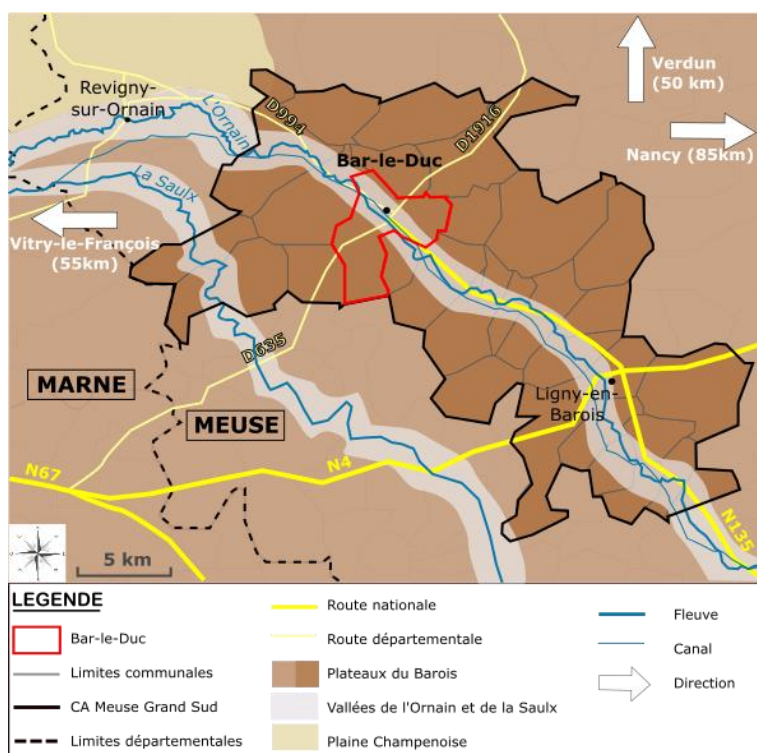 Revigny-
sur-Ornain
L'Ornain
D994
D1916
Verdun
(50 km)
Nancy (85km)
Bar-le-Duc
La Saulx
Vitry-le-François
(55km)
D635
MARNE
MEUSE
Ligny-en-
Barois
N67
N4
N135
5 km
LEGENDE
Bar-le-Duc
Limites communales
CA Meuse Grand Sud
Limites départementales
Route nationale
Route départementale
Plateaux du Barois
Vallées de l'Ornain et de la Saulx
Plaine Champenoise
Fleuve
Canal
Direction